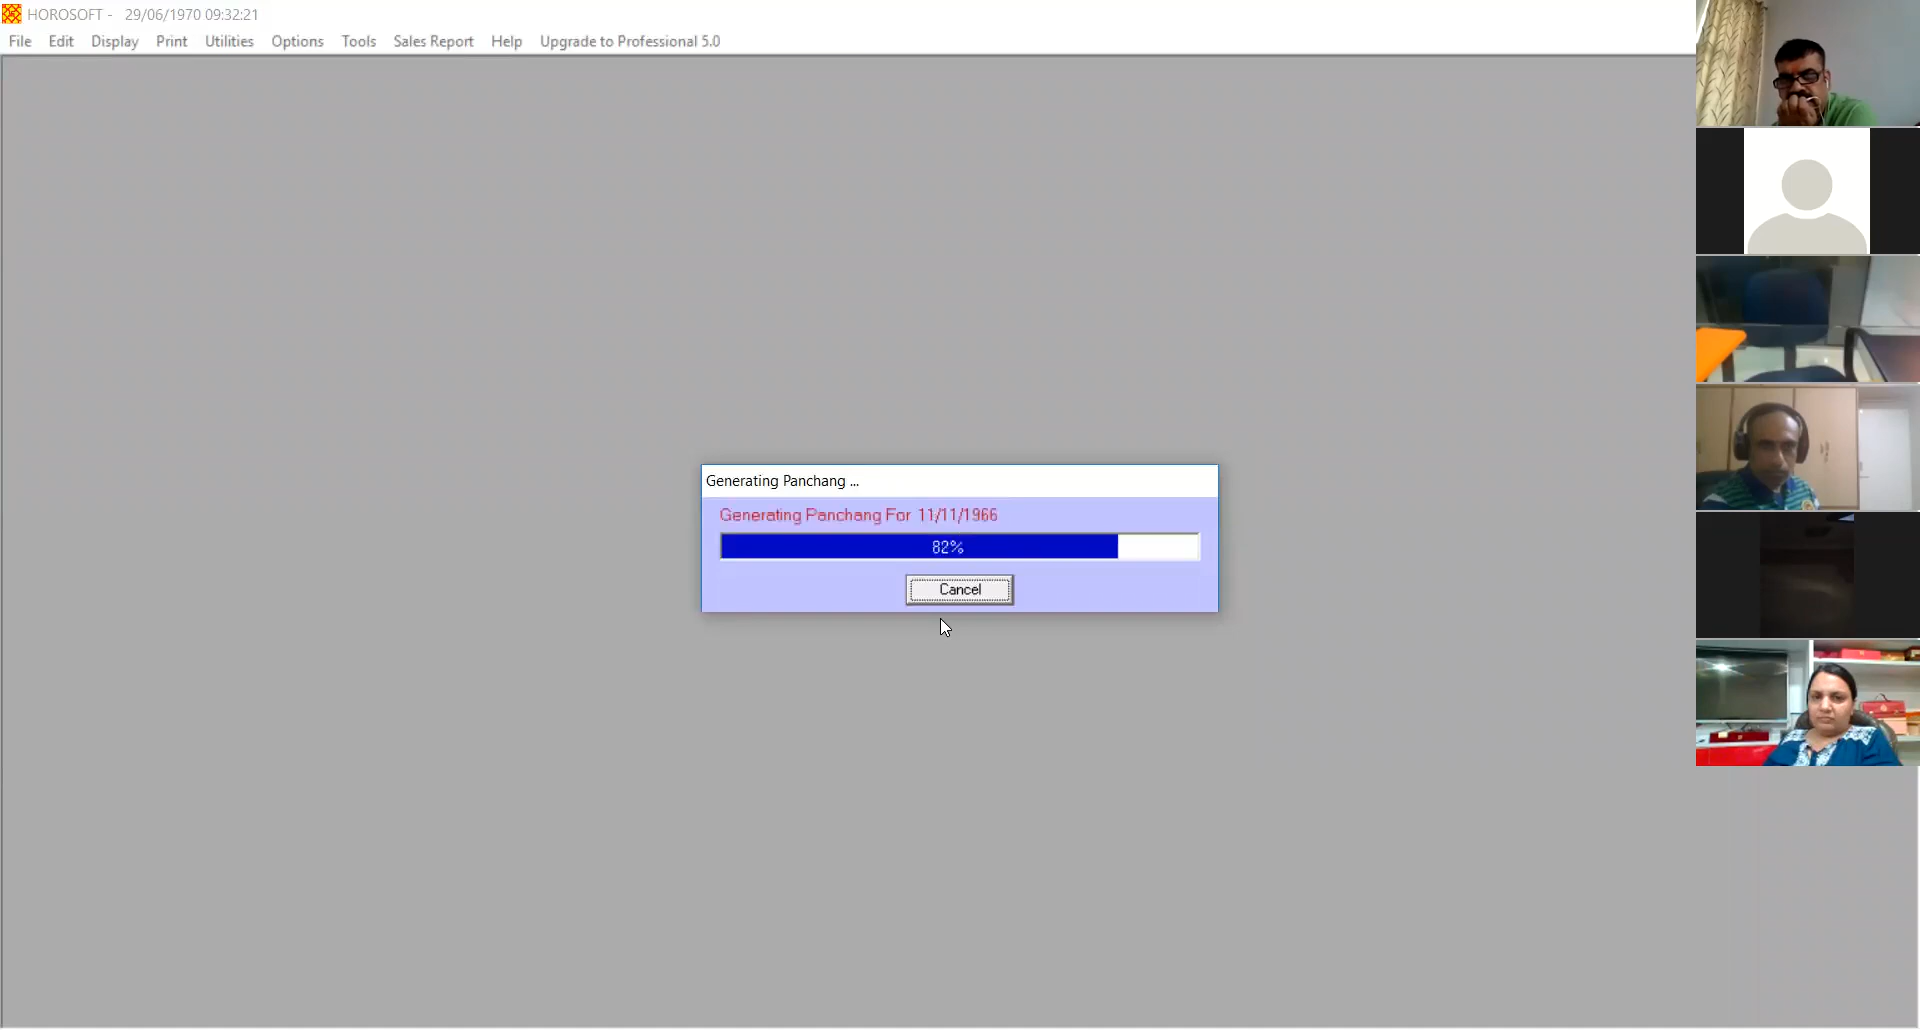 HOROSOFT - 29/06/1970 09:32:21
File Edit Display Print Utilities Options Tools Sales Report Help Upgrade to Professional 5.0
Generating Panchang ...
Generating Panchang For 11/11/1966
82%
Cancel